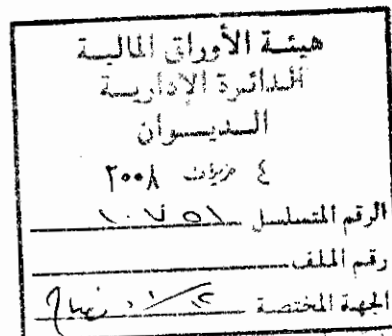 هيئة الأوراق المالية
الدائرة الإدارية
الديوان
٤ حزيران ٢٠٠٨
الرقم المتسلسل
رقم الملف
الجهة المختصة